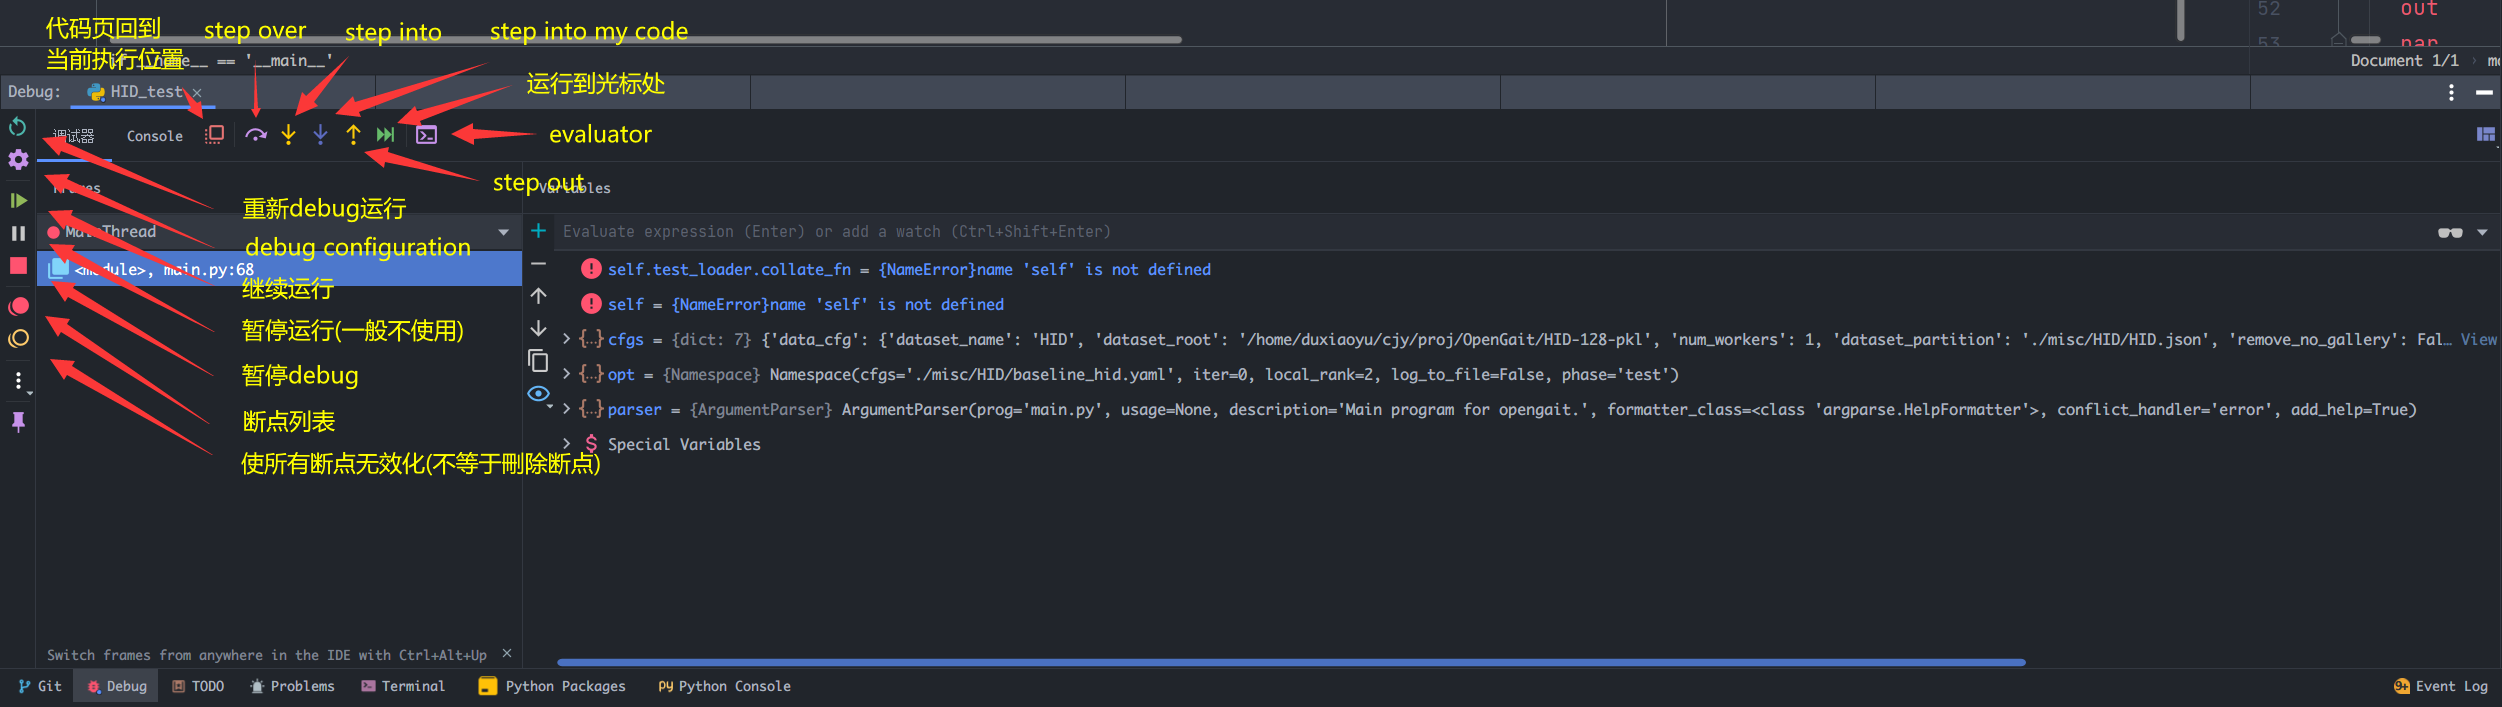 代码页回到
当前执行位置
step over
step into
step into my code
52
out
53
__name__ == '__main__'
Document 1/1
运行到光标处
Debug:
HID_test
调试器
Console
evaluator
step out
Variables
重新debug运行
MainThread
Evaluate expression (Enter) or add a watch (Ctrl+Shift+Enter)
debug configuration
<module>, main.py:68
self.test_loader.collate_fn = {NameError}name 'self' is not defined
继续运行
self = {NameError}name 'self' is not defined
暂停运行(一般不使用)
cfgs = {dict: 7} {'data_cfg': {'dataset_name': 'HID', 'dataset_root': '/home/duxiaoyu/cjy/proj/OpenGait/HID-128-pkl', 'num_workers': 1, 'dataset_partition': './misc/HID/HID.json', 'remove_no_gallery': Fal... View
暂停debug
opt = {Namespace} Namespace(cfgs='./misc/HID/baseline_hid.yaml', iter=0, local_rank=2, log_to_file=False, phase='test')
断点列表
parser = {ArgumentParser} ArgumentParser(prog='main.py', usage=None, description='Main program for opengait.', formatter_class=<class 'argparse.HelpFormatter'>, conflict_handler='error', add_help=True)
使所有断点无效化(不等于刪除断点)
Special Variables
Switch frames from anywhere in the IDE with Ctrl+Alt+Up
Git
Debug
TODO
Problems
Terminal
Python Packages
Python Console
9+ Event Log